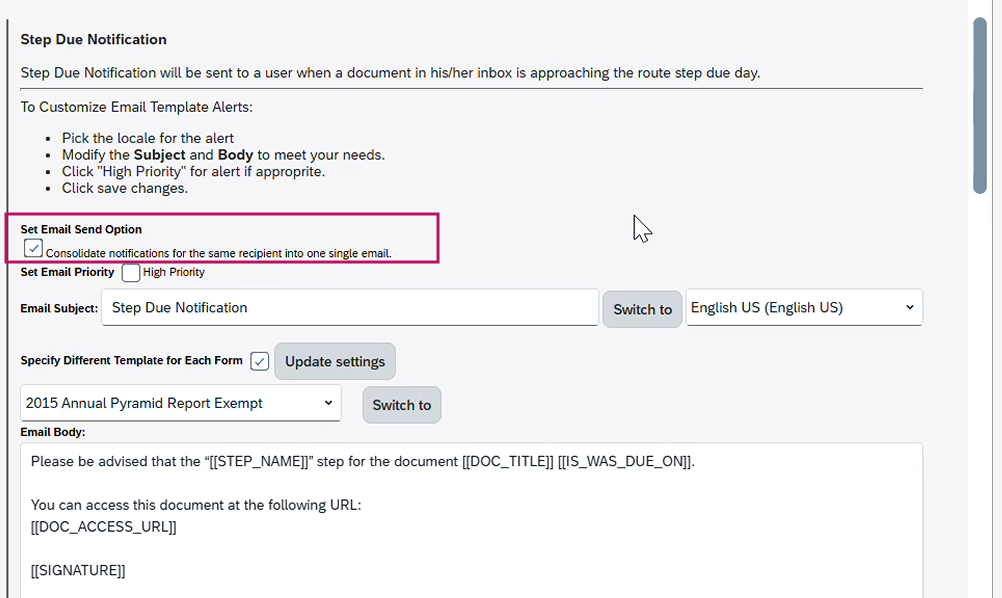 Step Due Notification
Step Due Notification will be sent to a user when a document in his/her inbox is approaching the route step due day.
To Customize Email Template Alerts:
• Pick the locale for the alert
• Modify the Subject and Body to meet your needs.
• Click "High Priority" for alert if approprite.
• Click save changes.
Set Email Send Option
Consolidate notifications for the same recipient into one single email.
Set Email Priority High Priority
Email Subject: Step Due Notification Switch to English US (English US)
Specify Different Template for Each Form Update settings
2015 Annual Pyramid Report Exempt Switch to
Email Body:
Please be advised that the “[[STEP_NAME]]” step for the document [[DOC_TITLE]] [[IS_WAS_DUE_ON]].
You can access this document at the following URL:
[[DOC_ACCESS_URL]]
[[SIGNATURE]]